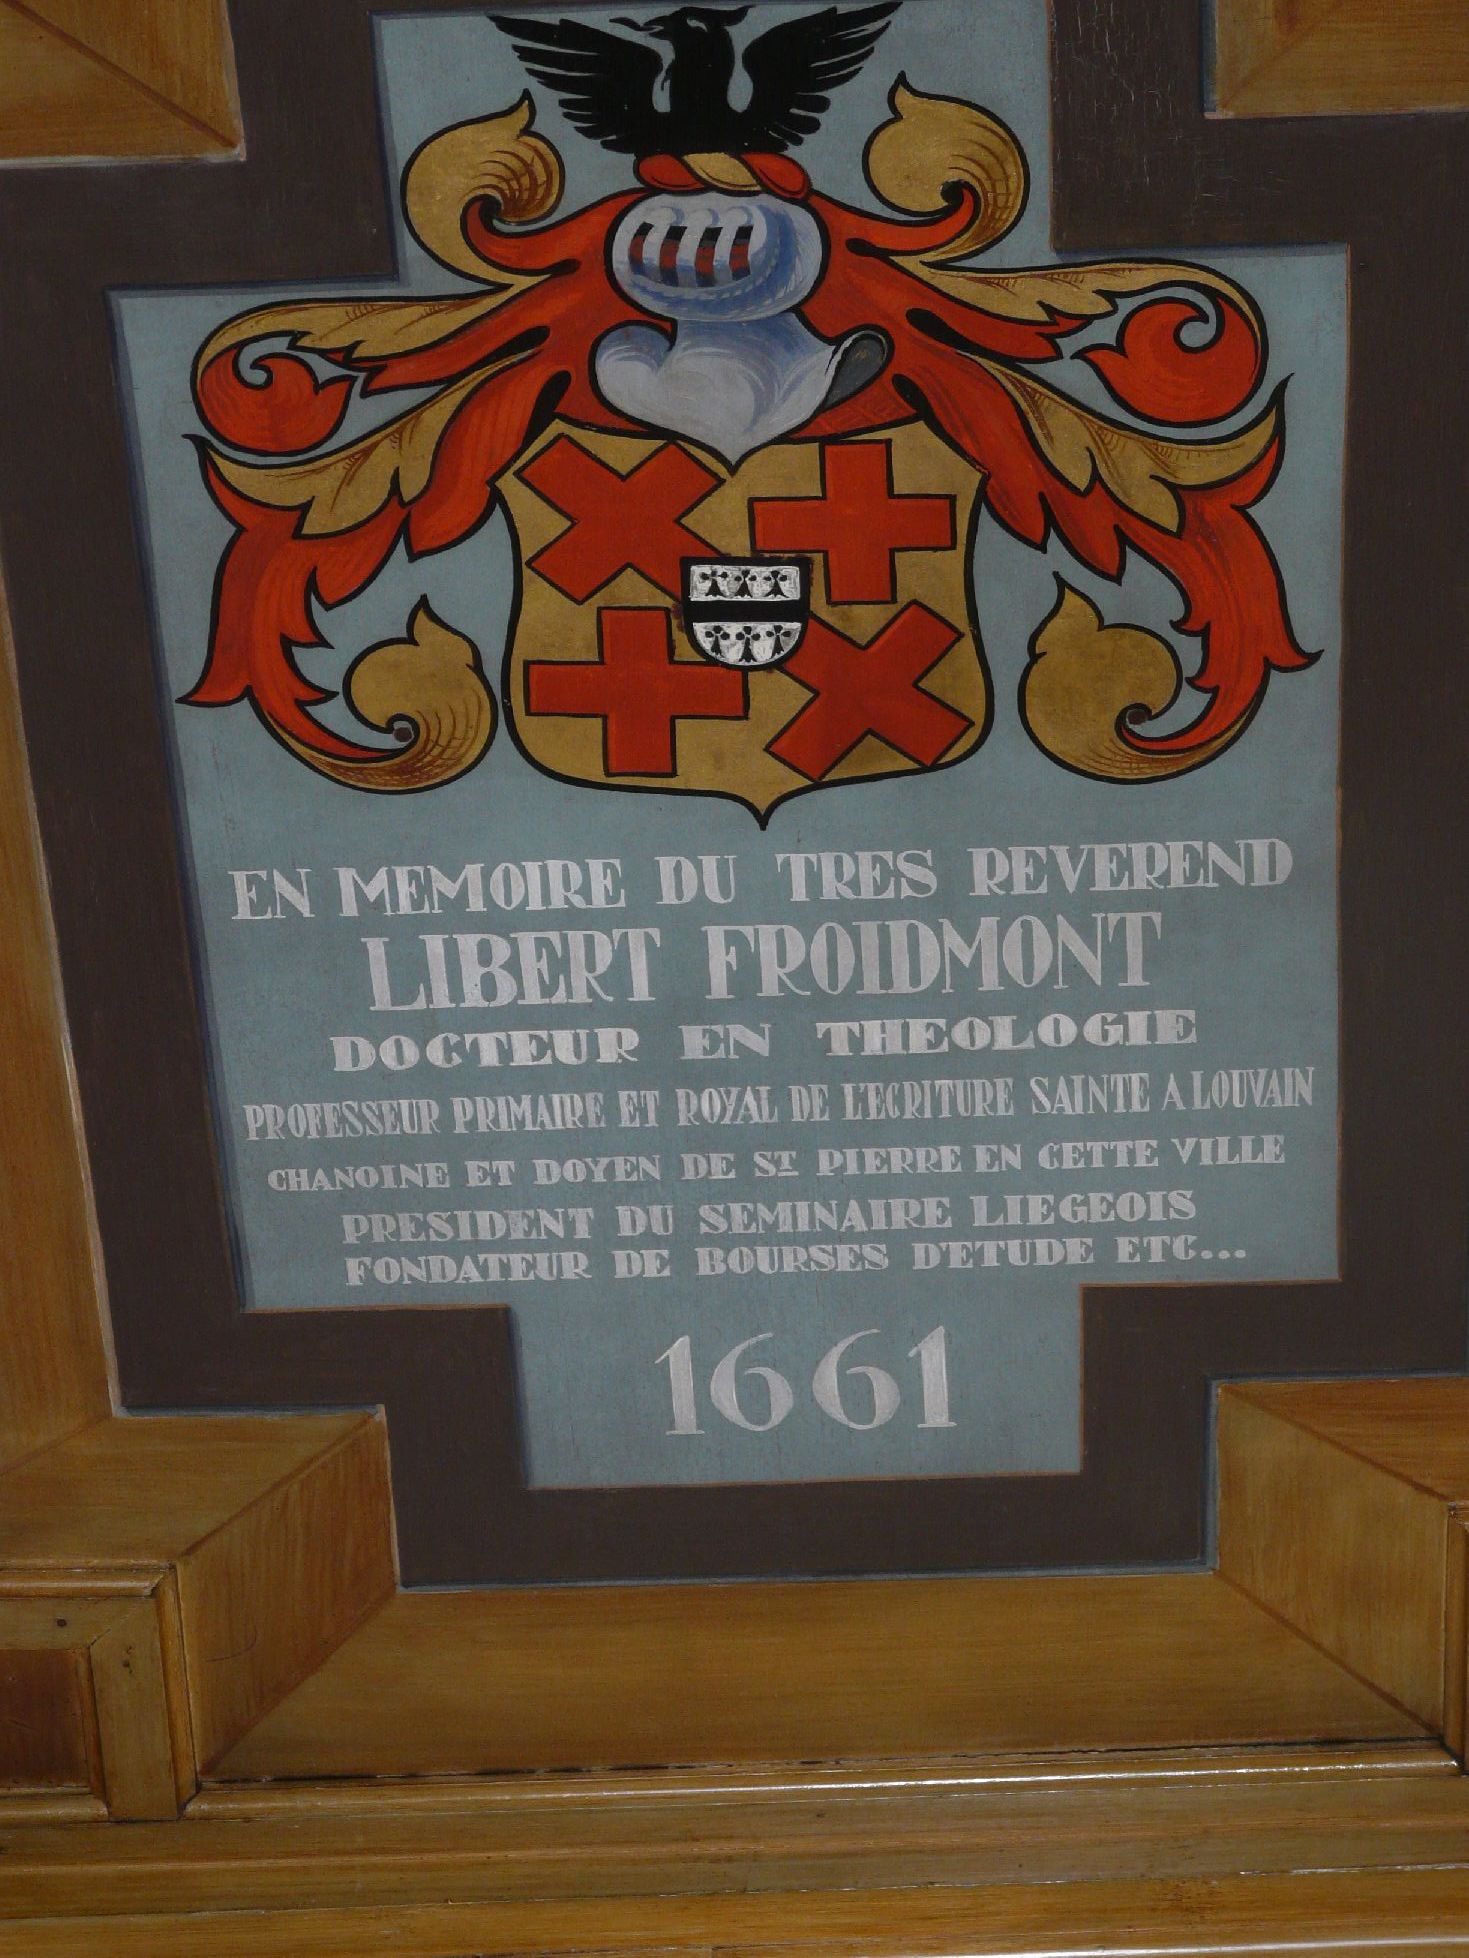 EN MEMOIRE DU TRES REVEREND
LIBERT FROIDMONT
DOCTEUR EN THEOLOGIE
PROFESSEUR PRIMAIRE ET ROYAL DE L'ECRITURE SAINTE A LOUVAIN
CHANOINE ET DOYEN DE ST PIERRE EN CETTE VILLE
PRESIDENT DU SEMINAIRE LIEGEOIS
FONDATEUR DE BOURSES D'ETUDE ETC...
1661